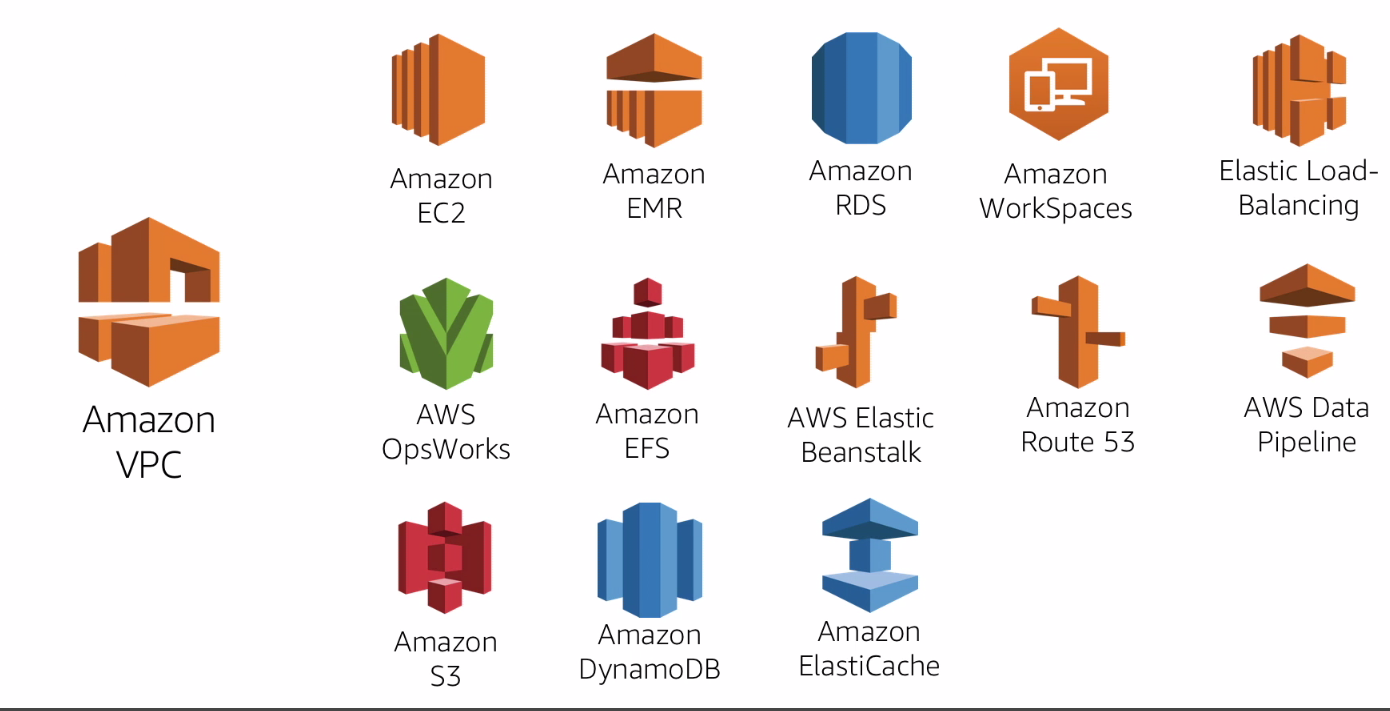 Amazon
VPC
Amazon
EC2
Amazon
EMR
Amazon
RDS
Amazon
WorkSpaces
Elastic Load-
Balancing
AWS
OpsWorks
Amazon
EFS
AWS Elastic
Beanstalk
Amazon
Route 53
AWS Data
Pipeline
Amazon
S3
Amazon
DynamoDB
Amazon
ElastiCache